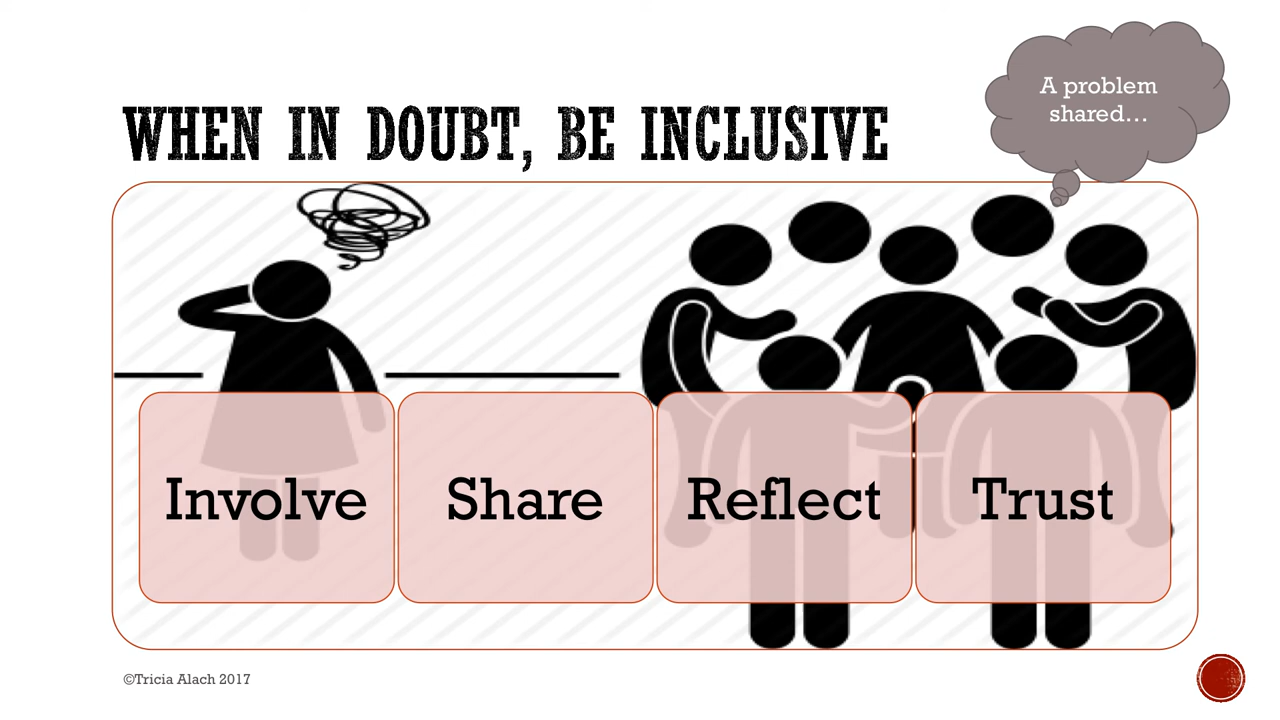 A problem
shared…
WHEN IN DOUBT, BE INCLUSIVE
Involve
Share
Reflect
Trust
©Tricia Alach 2017